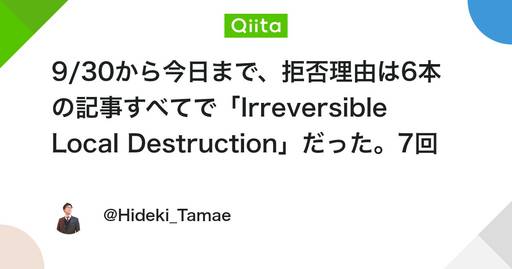 Qiita
9/30から今日まで、拒否理由は6本
の記事すべてで「Irreversible
Local Destruction」だった。7回
@Hideki_Tamae